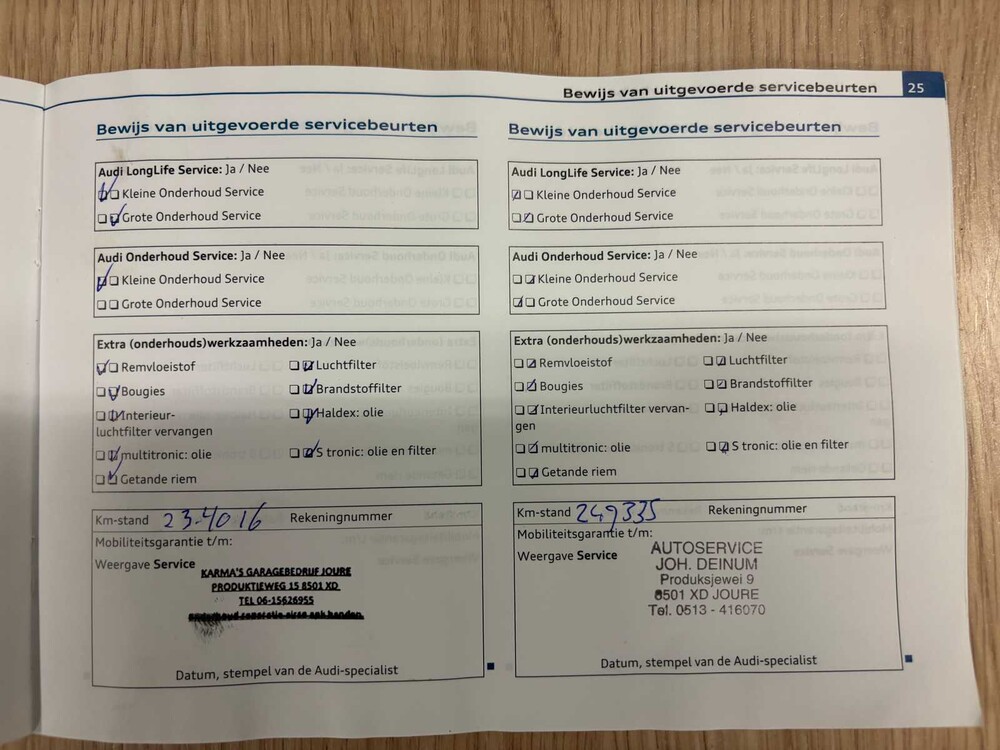 Bewijs van uitgevoerde servicebeurten 25
Bewijs van uitgevoerde servicebeurten
Audi LongLife Service: Ja / Nee
Kleine Onderhoud Service
Grote Onderhoud Service
Audi Onderhoud Service: Ja / Nee
Kleine Onderhoud Service
Grote Onderhoud Service
Extra (onderhouds)werkzaamheden: Ja / Nee
Remvloeistof Luchtfilter
Bougies Brandstoffilter
Interieur- Haldex: olie
luchtfilter vervangen
multitronic: olie S tronic: olie en filter
Getande riem
Km-stand 23.4016 Rekeningnummer
Mobiliteitsgarantie t/m:
Weergave Service
KARMA'S GARAGEBEDRIJF JOURE
PRODUKTIEWEG 15 8501 XD
TEL 06-15626955
Datum, stempel van de Audi-specialist
Bewijs van uitgevoerde servicebeurten
Audi LongLife Service: Ja / Nee
Kleine Onderhoud Service
Grote Onderhoud Service
Audi Onderhoud Service: Ja / Nee
Kleine Onderhoud Service
Grote Onderhoud Service
Extra (onderhouds)werkzaamheden: Ja / Nee
Remvloeistof Luchtfilter
Bougies Brandstoffilter
Interieurluchtfilter vervan- Haldex: olie
gen
multitronic: olie S tronic: olie en filter
Getande riem
Km-stand 249335 Rekeningnummer
Mobiliteitsgarantie t/m:
Weergave Service
AUTOSERVICE
JOH. DEINUM
Produksjewei 9
8501 XD JOURE
Tel. 0513 - 416070
Datum, stempel van de Audi-specialist